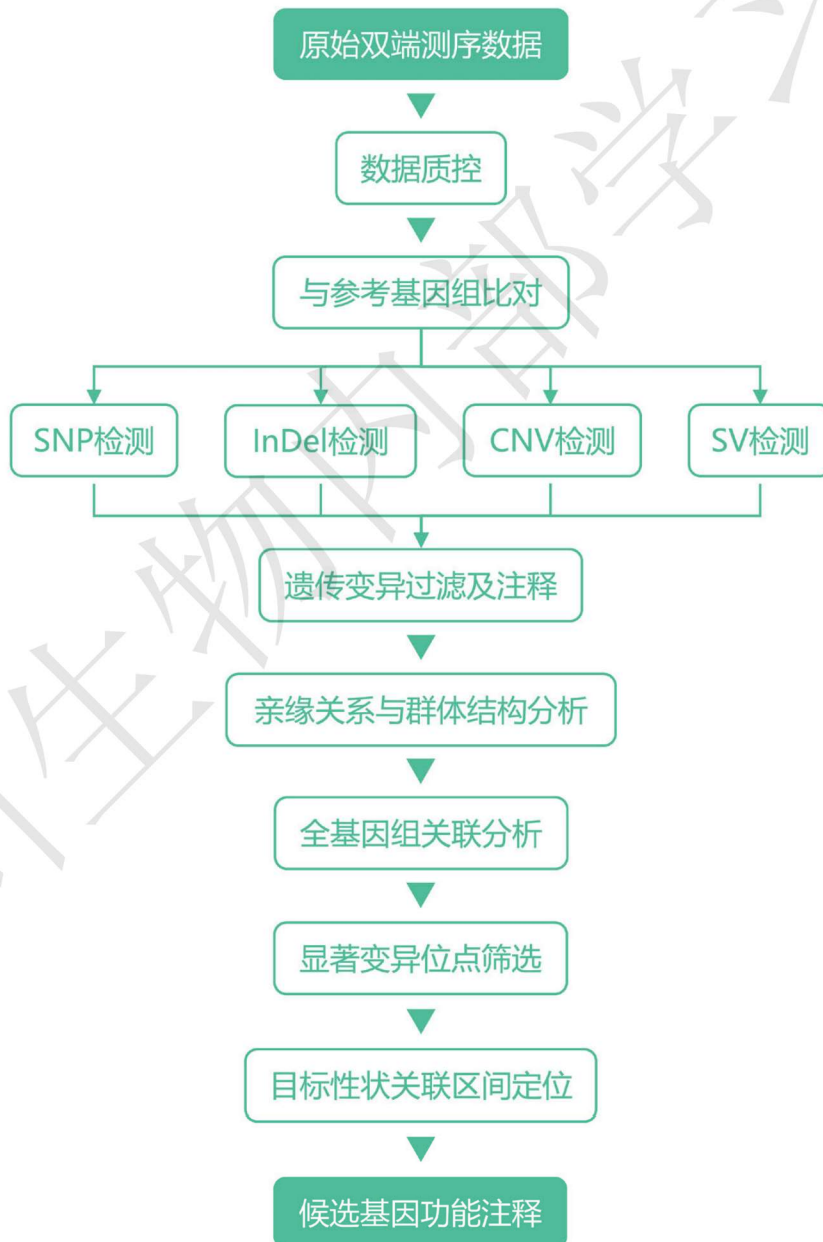 原始双端测序数据
数据质控
与参考基因组比对
SNP检测
InDel检测
CNV检测
SV检测
遗传变异过滤及注释
亲缘关系与群体结构分析
全基因组关联分析
显著变异位点筛选
目标性状关联区间定位
候选基因功能注释
生物内部学